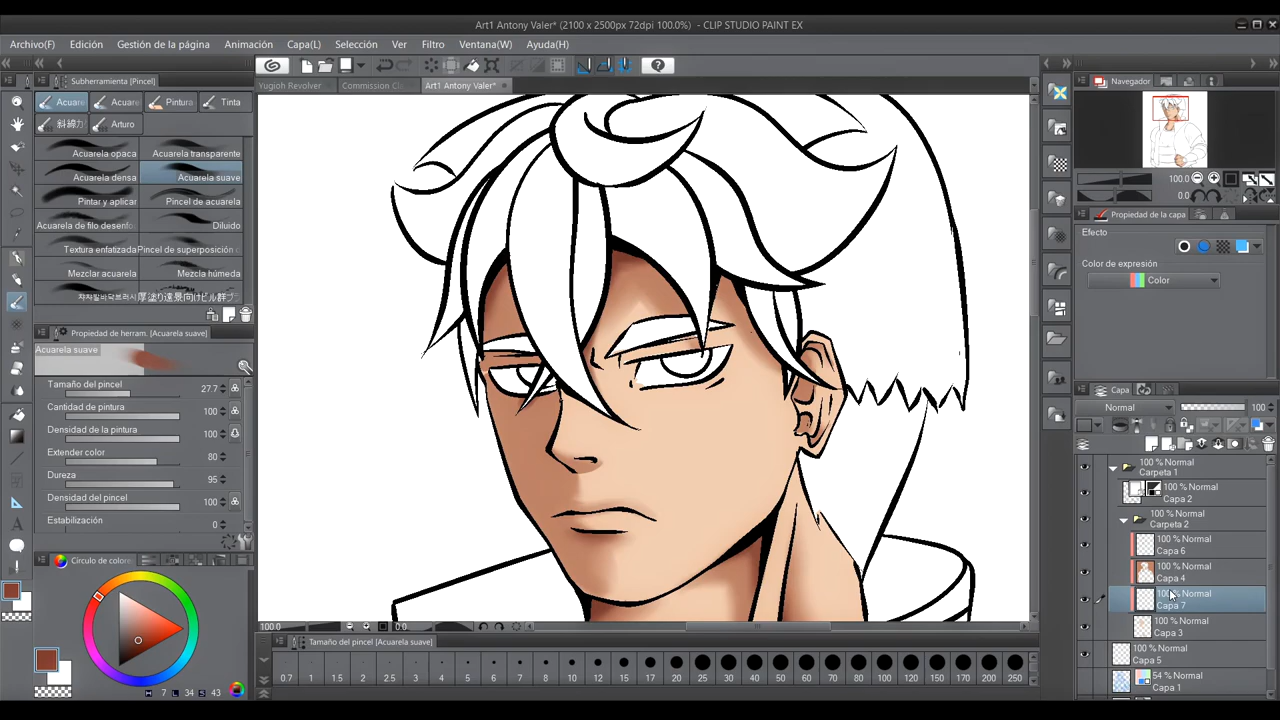 Art1 Antony Valer* (2100 x 2500px 72dpi 100.0%) - CLIP STUDIO PAINT EX
Archivo(F) Edición Gestión de la página Animación Capa(L) Selección Ver Filtro Ventana(W) Ayuda(H)
Subherramienta [Pincel]
Yugioh Revolver Commission Cl Art1 Antony Valer*
Navegador
Acuare Acuare Pintura Tinta
Arturo
Acuarela opaca Acuarela transparente
Acuarela densa Acuarela suave
Pintar y aplicar Pincel de acuarela
Acuarela de filo desenfo Diluido
Textura enfatizada Pincel de superposición c
Mezclar acuarela Mezcla húmeda
100.0
0.0
Propiedad de la capa
Efecto
Color de expresión
Color
Propiedad de herram. [Acuarela suave]
Acuarela suave
Tamaño del pincel 27.7
Cantidad de pintura 100
Densidad de la pintura 100
Extender color 80
Dureza 95
Densidad del pincel 100
Estabilización 0
Capa
Normal 100
100 % Normal
Carpeta 1
100 % Normal
Capa 2
100 % Normal
Carpeta 2
100 % Normal
Capa 6
100 % Normal
Capa 4
100 % Normal
Capa 7
100 % Normal
Capa 3
100 % Normal
Capa 5
54 % Normal
Capa 1
Círculo de colore
H 7 L 34 S 43
100.0 0.0
Tamaño del pincel [Acuarela suave]
0.7 1 1.5 2 2.5 3 4 5 6 7 8 10 12 15 17 20 25 30 40 50 60 70 80 100 120 150 170 200 250